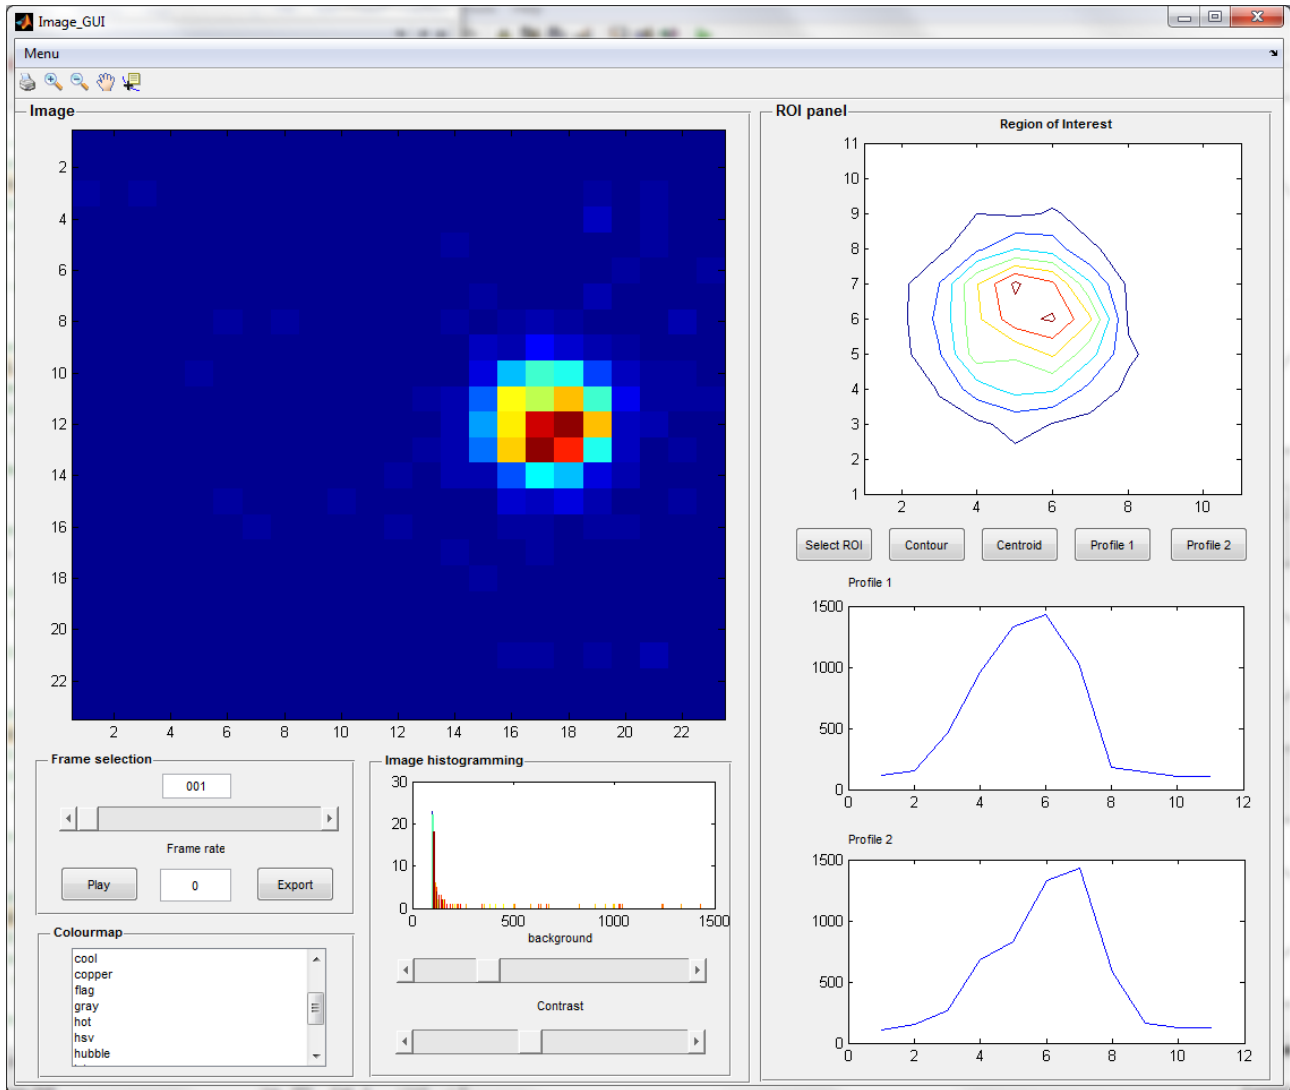 Image_GUI
Menu
Image
2
4
6
8
10
12
14
16
18
20
22
2 4 6 8 10 12 14 16 18 20 22
ROI panel
Region of Interest
11
10
9
8
7
6
5
4
3
2
1
2 4 6 8 10
Select ROI Contour Centroid Profile 1 Profile 2
Profile 1
1500
1000
500
0
0 2 4 6 8 10 12
Profile 2
1500
1000
500
0
0 2 4 6 8 10 12
Frame selection
001
Frame rate
Play 0 Export
Colourmap
cool
copper
flag
gray
hot
hsv
hubble
Image histogramming
30
20
10
0
0 500 1000 1500
background
Contrast